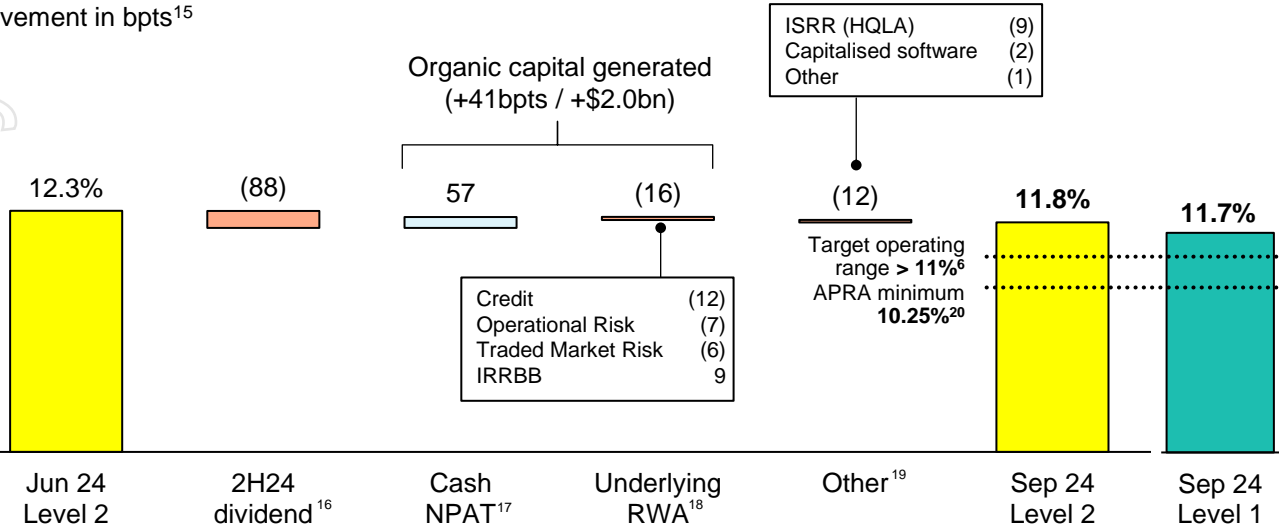 vement in bpts15
ISRR (HQLA) (9)
Capitalised software (2)
Other (1)
Organic capital generated
(+41bpts / +$2.0bn)
12.3%
(88)
57
(16)
(12)
11.8%
11.7%
Target operating
range > 11%6
APRA minimum
10.25%20
Credit (12)
Operational Risk (7)
Traded Market Risk (6)
IRRBB 9
Jun 24
Level 2
2H24
dividend16
Cash
NPAT17
Underlying
RWA18
Other19
Sep 24
Level 2
Sep 24
Level 1